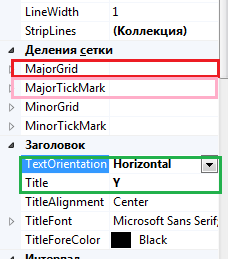 LineWidth 1
StripLines (Коллекция)
Деления сетки
MajorGrid
MajorTickMark
MinorGrid
MinorTickMark
Заголовок
TextOrientation Horizontal
Title Y
TitleAlignment Center
TitleFont Microsoft Sans Serif,
TitleForeColor Black
Интервал